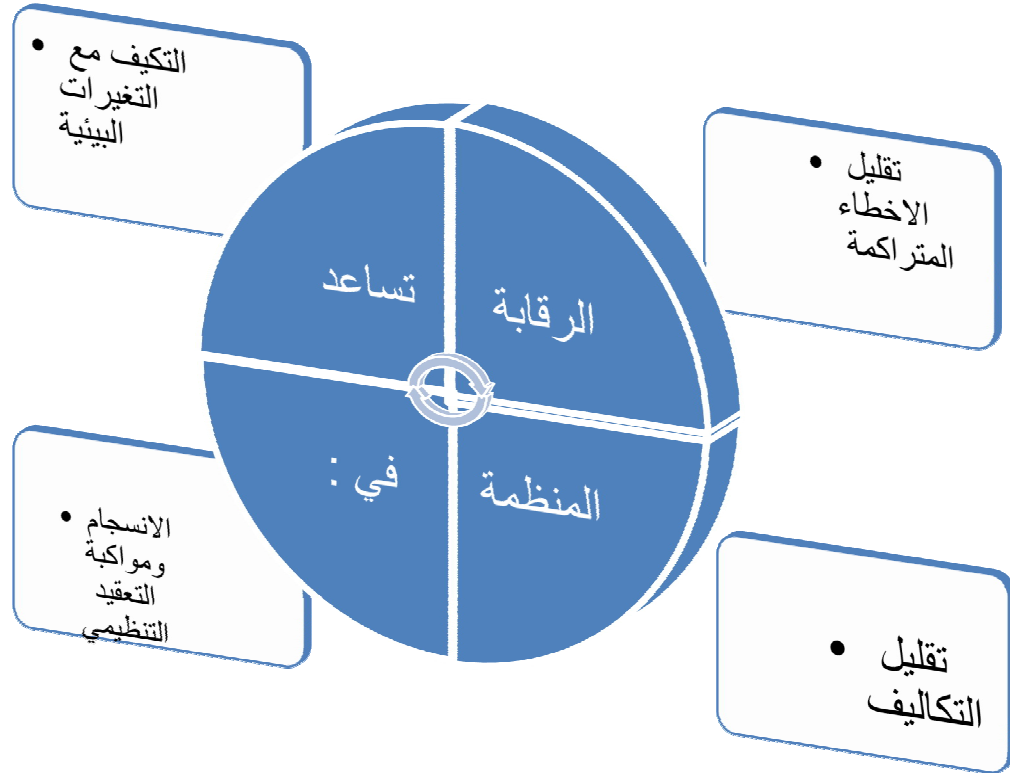 التكيف مع
التغيرات
البيئية
تقليل
الاخطاء
المتراكمة
الرقابة
تساعد
المنظمة
في :
الانسجام
ومواكبة
التعقيد
التنظيمي
تقليل
التكاليف